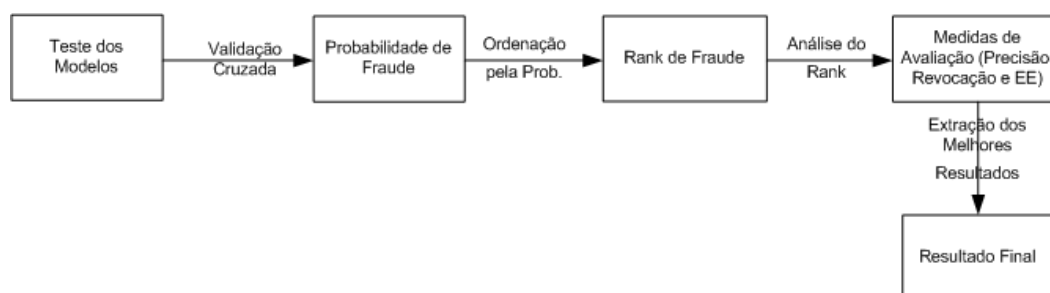 Teste dos
Modelos
Validação
Cruzada
Probabilidade de
Fraude
Ordenação
pela Prob.
Rank de Fraude
Análise do
Rank
Medidas de
Avaliação (Precisão
Revocação e EE)
Extração dos
Melhores
Resultados
Resultado Final